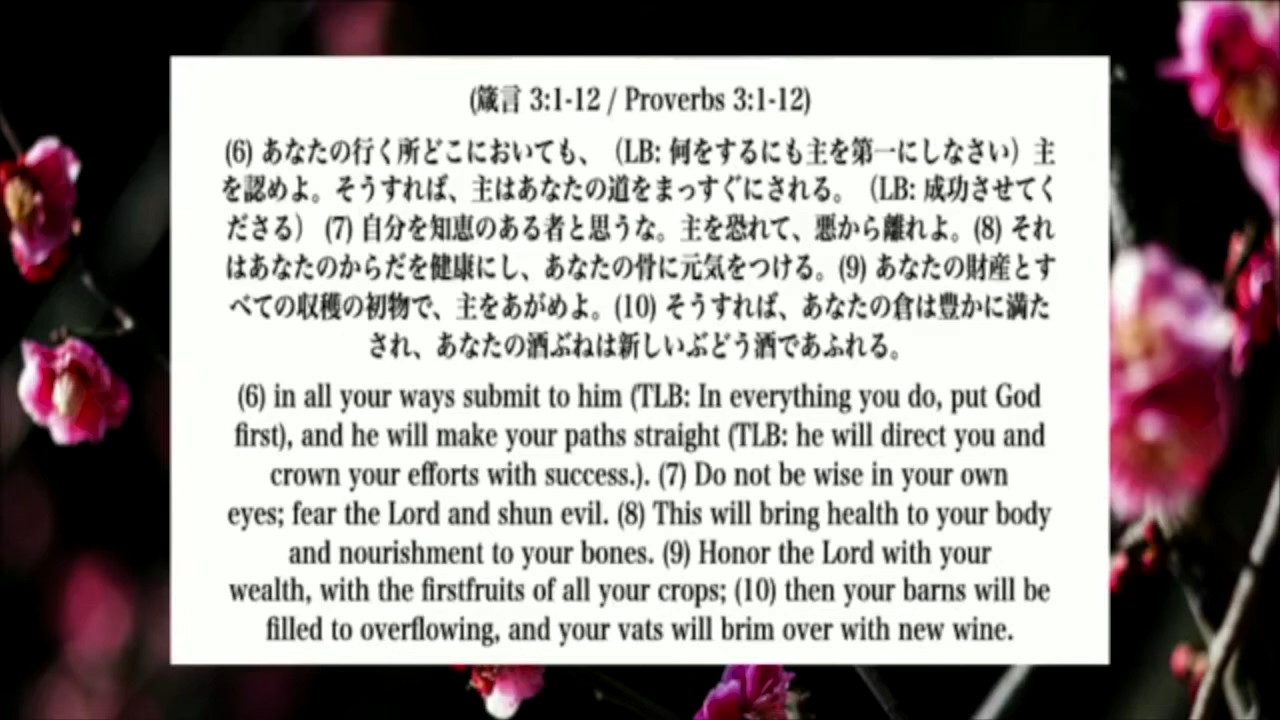 (箴言 3:1-12 / Proverbs 3:1-12)
(6) あなたの行く所どこにおいても、（LB: 何をするにも主を第一にしなさい）主
を認めよ。そうすれば、主はあなたの道をまっすぐにされる。（LB: 成功させてく
ださる） (7) 自分を知恵のある者と思うな。主を恐れて、悪から離れよ。(8) それ
はあなたのからだを健康にし、あなたの骨に元気をつける。(9) あなたの財産とす
べての収穫の初物で、主をあがめよ。(10) そうすれば、あなたの倉は豊かに満た
され、あなたの酒ぶねは新しいぶどう酒であふれる。
(6) in all your ways submit to him (TLB: In everything you do, put God
first), and he will make your paths straight (TLB: he will direct you and
crown your efforts with success.). (7) Do not be wise in your own
eyes; fear the Lord and shun evil. (8) This will bring health to your body
and nourishment to your bones. (9) Honor the Lord with your
wealth, with the firstfruits of all your crops; (10) then your barns will be
filled to overflowing, and your vats will brim over with new wine.